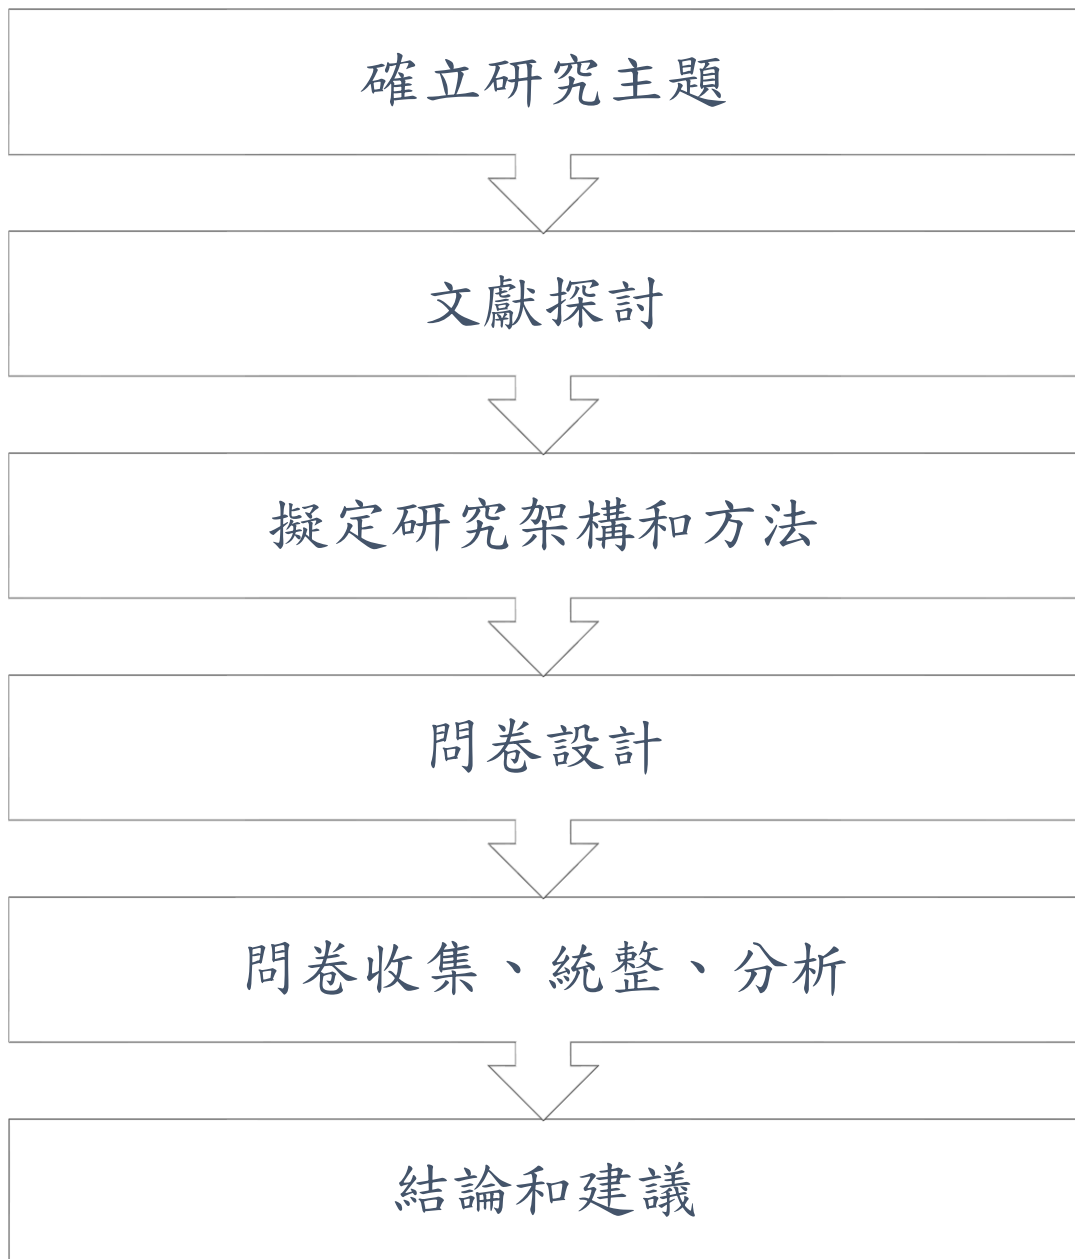 確立研究主題
文獻探討
擬定研究架構和方法
問卷設計
問卷收集、統整、分析
結論和建議